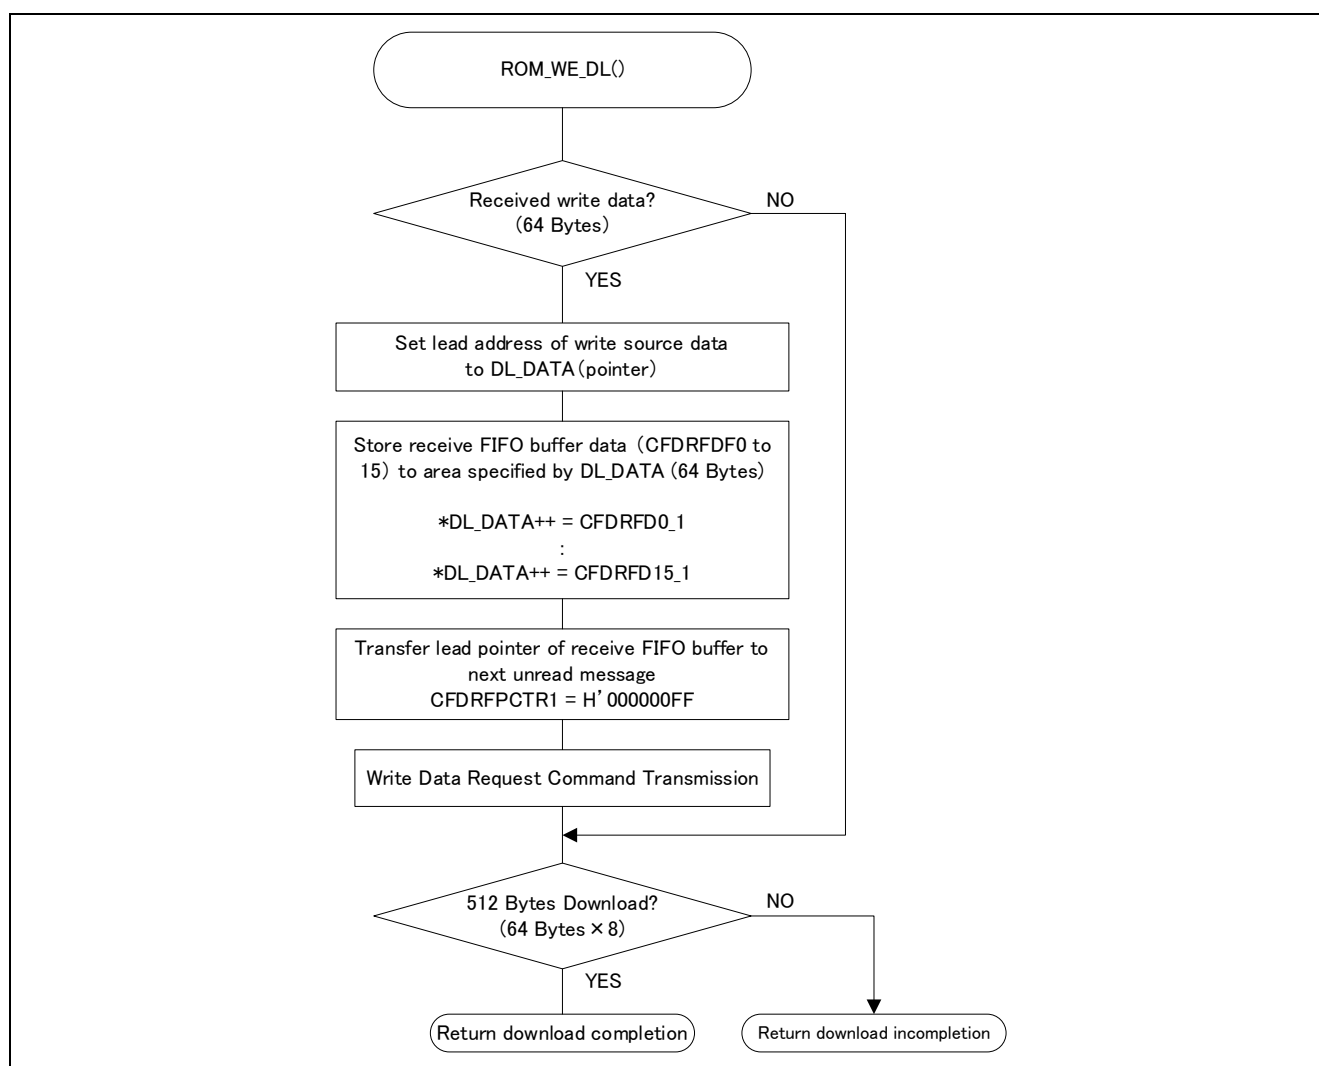 ROM_WE_DL()
Received write data?
(64 Bytes)
NO
YES
Set lead address of write source data
to DL_DATA(pointer)
Store receive FIFO buffer data (CFDRFDF0 to
15) to area specified by DL_DATA (64 Bytes)
*DL_DATA++ = CFDRFD0_1
:
*DL_DATA++ = CFDRFD15_1
Transfer lead pointer of receive FIFO buffer to
next unread message
CFDRFPCTR1 = H'000000FF
Write Data Request Command Transmission
512 Bytes Download?
(64 Bytes × 8)
NO
YES
Return download completion
Return download incompletion